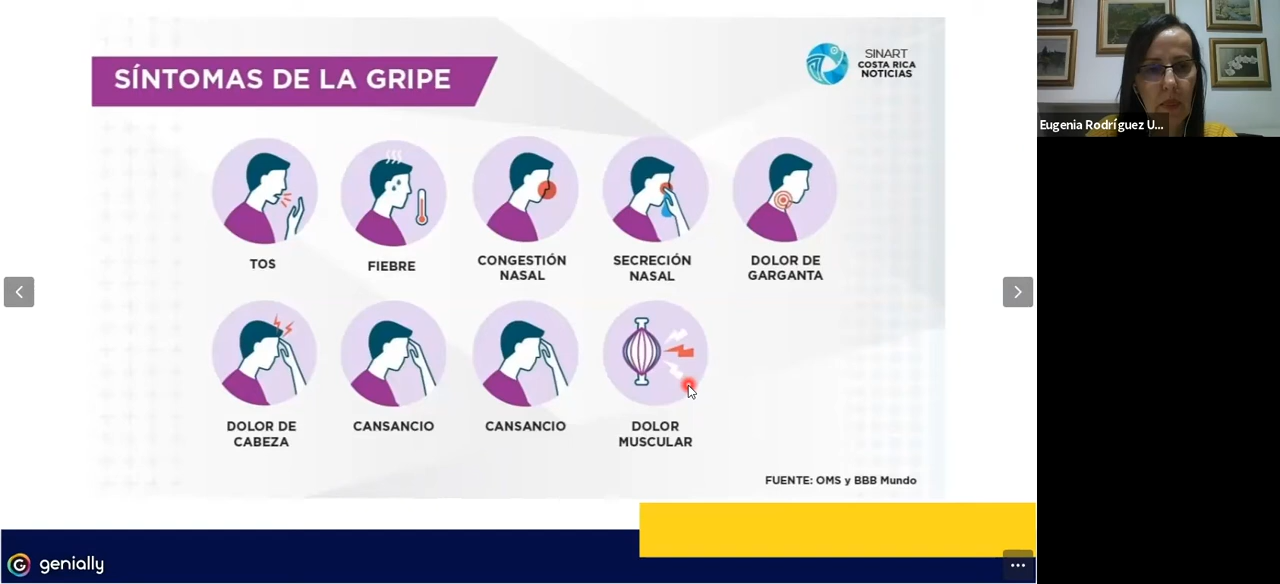 SÍNTOMAS DE LA GRIPE
SINART
COSTA RICA
NOTICIAS
Eugenia Rodríguez U...
TOS
FIEBRE
CONGESTIÓN
NASAL
SECRECIÓN
NASAL
DOLOR DE
GARGANTA
DOLOR DE
CABEZA
CANSANCIO
CANSANCIO
DOLOR
MUSCULAR
FUENTE: OMS y BBB Mundo
genially